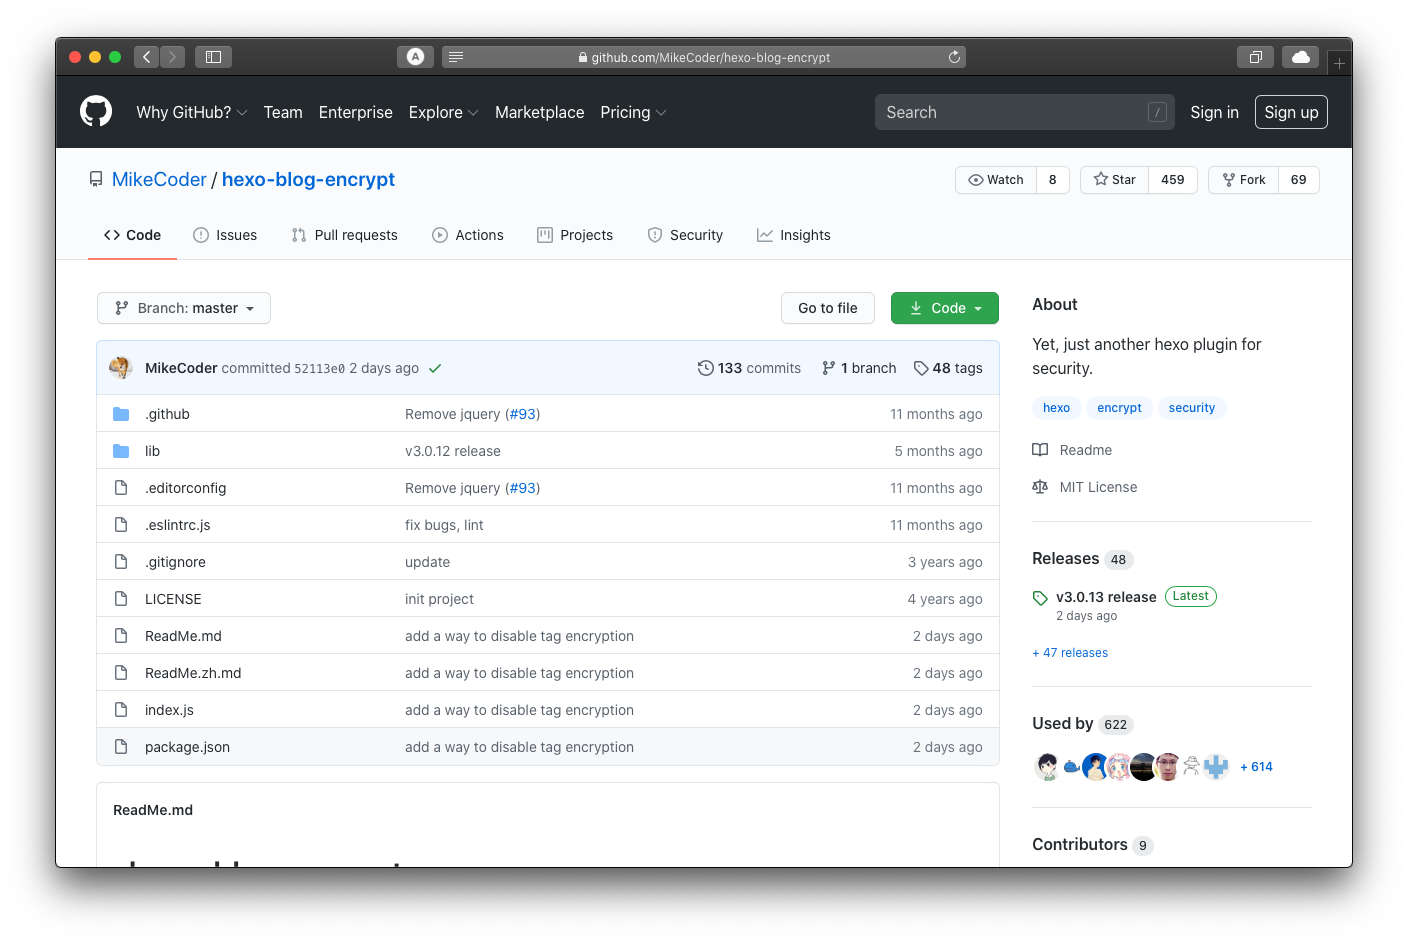 A
github.com/MikeCoder/hexo-blog-encrypt
Why GitHub? Team Enterprise Explore Marketplace Pricing
Search /
Sign in Sign up
MikeCoder / hexo-blog-encrypt
Watch 8 Star 459 Fork 69
Code Issues Pull requests Actions Projects Security Insights
Branch: master
Go to file
Code
MikeCoder committed 52113e0 2 days ago
133 commits 1 branch 48 tags
.github Remove jquery (#93) 11 months ago
lib v3.0.12 release 5 months ago
.editorconfig Remove jquery (#93) 11 months ago
.eslintrc.js fix bugs, lint 11 months ago
.gitignore update 3 years ago
LICENSE init project 4 years ago
ReadMe.md add a way to disable tag encryption 2 days ago
ReadMe.zh.md add a way to disable tag encryption 2 days ago
index.js add a way to disable tag encryption 2 days ago
package.json add a way to disable tag encryption 2 days ago
ReadMe.md
About
Yet, just another hexo plugin for
security.
hexo encrypt security
Readme
MIT License
Releases 48
v3.0.13 release Latest
2 days ago
+ 47 releases
Used by 622
+ 614
Contributors 9